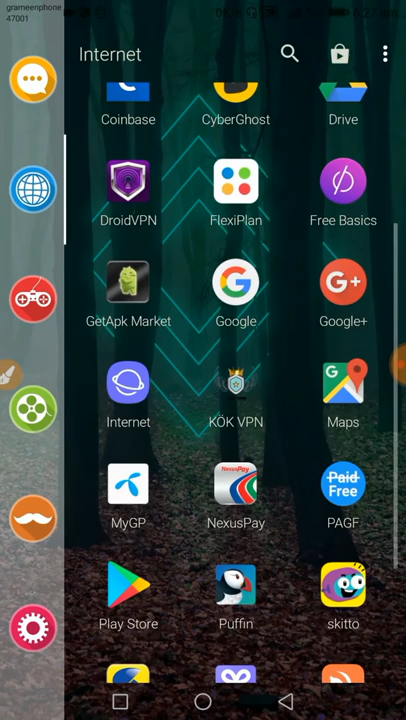 grameenphone
47001
Internet
Coinbase
CyberGhost
Drive
DroidVPN
FlexiPlan
Free Basics
GetApk Market
Google
Google+
Internet
KÖK VPN
Maps
MyGP
NexusPay
PAGF
Play Store
Puffin
skitto